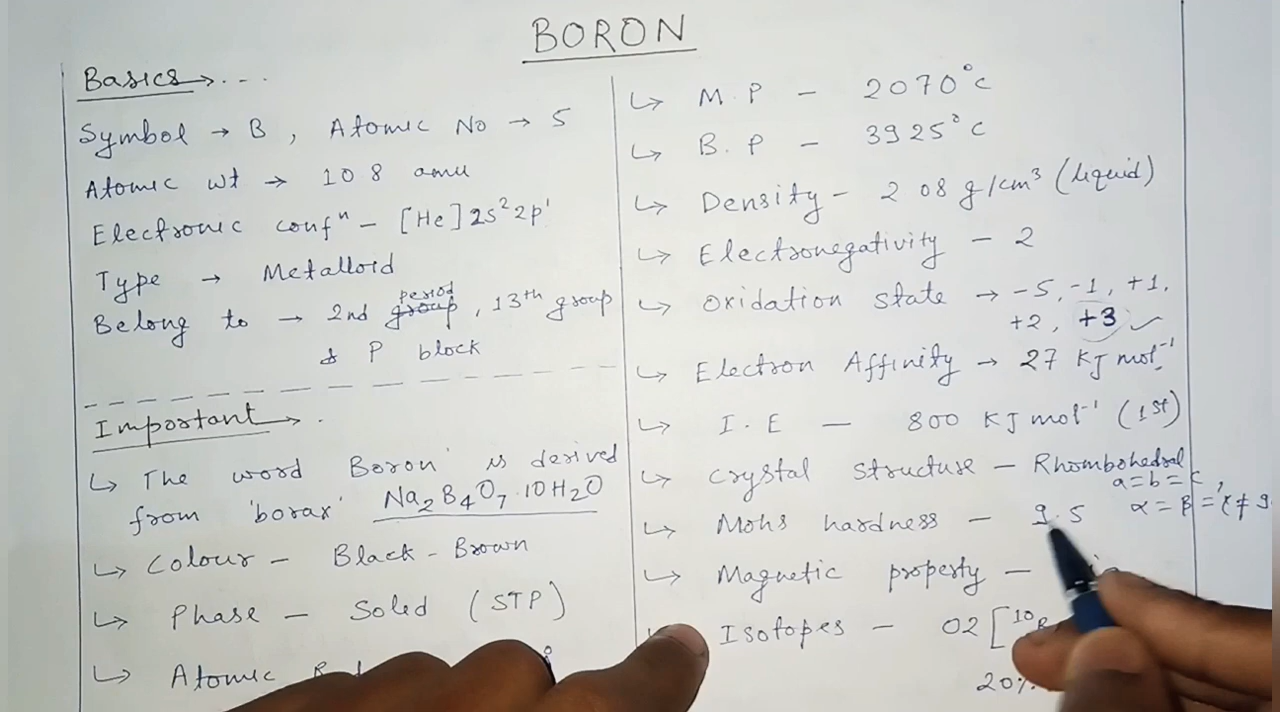 BORON
Basics → ...
Symbol → B , Atomic No → 5
Atomic wt → 10 8 amu
Electronic confⁿ - [He] 2s² 2p¹
Type → Metalloid
period
Belong to → 2nd group , 13th group
& P block
Important → .
↳ The word Boron' is derived
from 'borax' Na₂B₄O₇.10H₂O
↳ Colour - Black - Brown
↳ Phase - Solid (STP)
↳ Atomic
↳ M.P - 2070°C
↳ B.P - 3925°C
↳ Density - 2 08 g/cm³ (liquid)
↳ Electronegativity - 2
↳ Oxidation state → -5, -1, +1,
+2, +3 ✓
↳ Electron Affinity → 27 KJ mol⁻¹
↳ I.E - 800 KJ mol⁻¹ (1st)
↳ Crystal structure - Rhombohedral
a = b = c
α = β =
↳ Mohs hardness - 9.5
↳ Magnetic property -
Isotopes - 02 [¹⁰B
20%